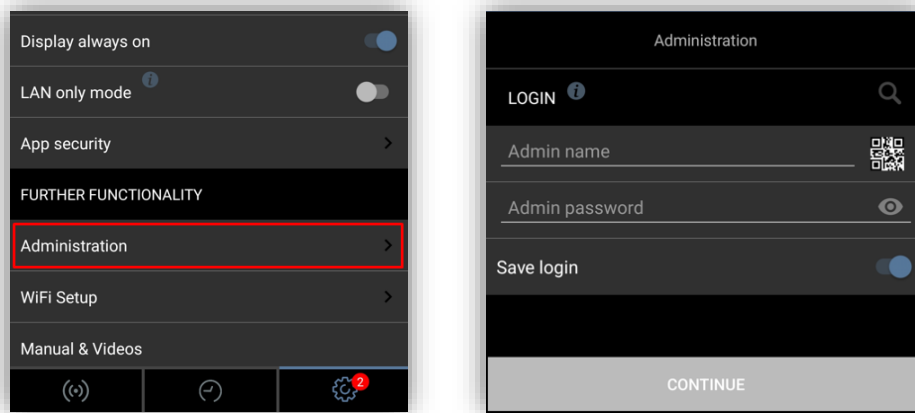 Display always on
LAN only mode i
App security
FURTHER FUNCTIONALITY
Administration
WiFi Setup
Manual & Videos
2
Administration
LOGIN i
Admin name
Admin password
Save login
CONTINUE